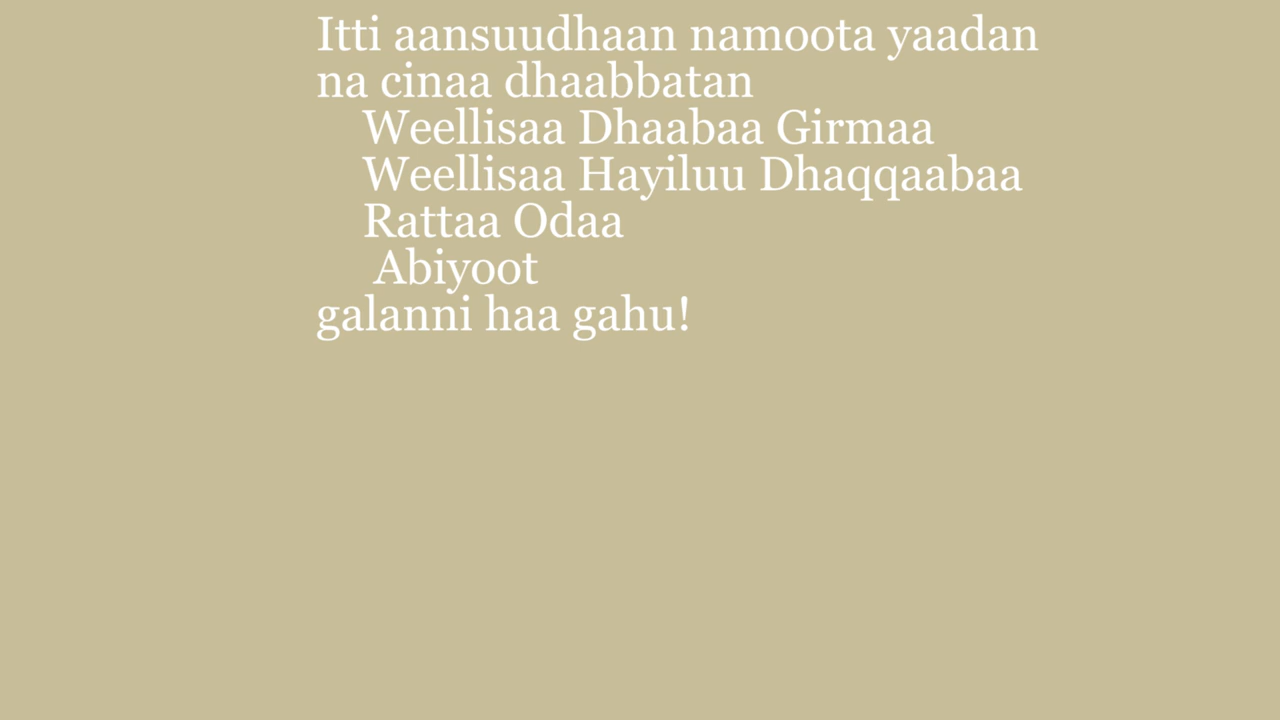 Itti aansuudhaan namoota yaadan
na cinaa dhaabbatan
Weellisaa Dhaabaa Girmaa
Weellisaa Hayiluu Dhaqqaabaa
Rattaa Odaa
Abiyoot
galanni haa gahu!